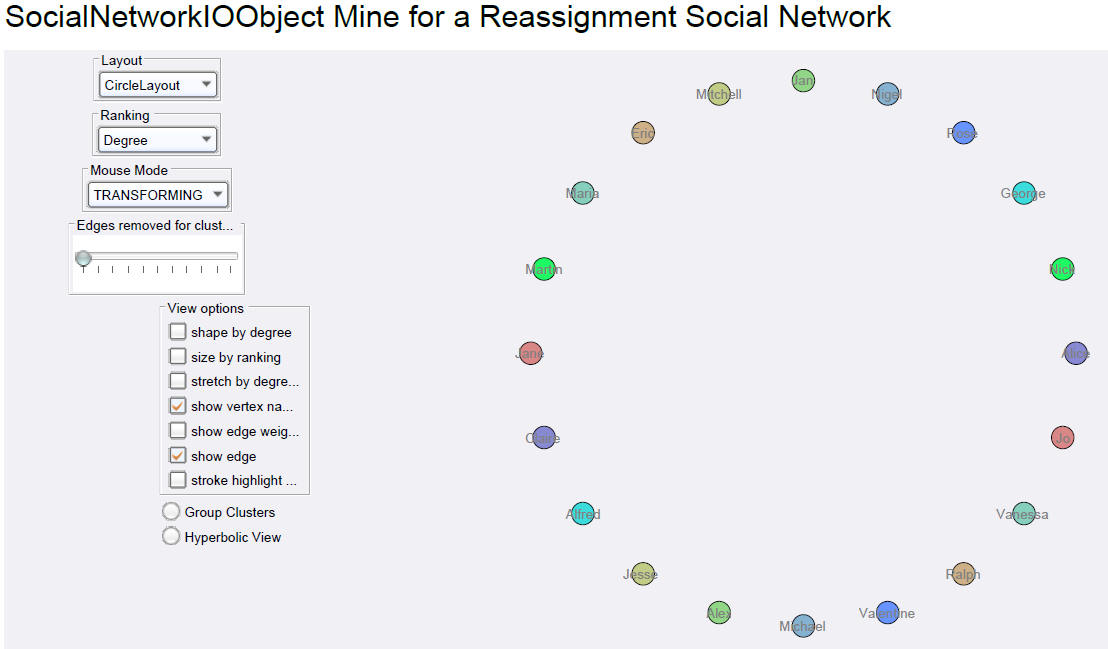 SocialNetworkIOObject Mine for a Reassignment Social Network
Layout
CircleLayout
Ranking
Degree
Mouse Mode
TRANSFORMING
Edges removed for clust...
View options
shape by degree
size by ranking
stretch by degre...
show vertex na...
show edge weig...
show edge
stroke highlight ...
Group Clusters
Hyperbolic View
Jan
Mitchell
Nigel
Eric
Rose
Maria
George
Martin
Nick
Jane
Alice
Claire
Jo
Alfred
Vanessa
Jesse
Ralph
Alex
Valentine
Michael